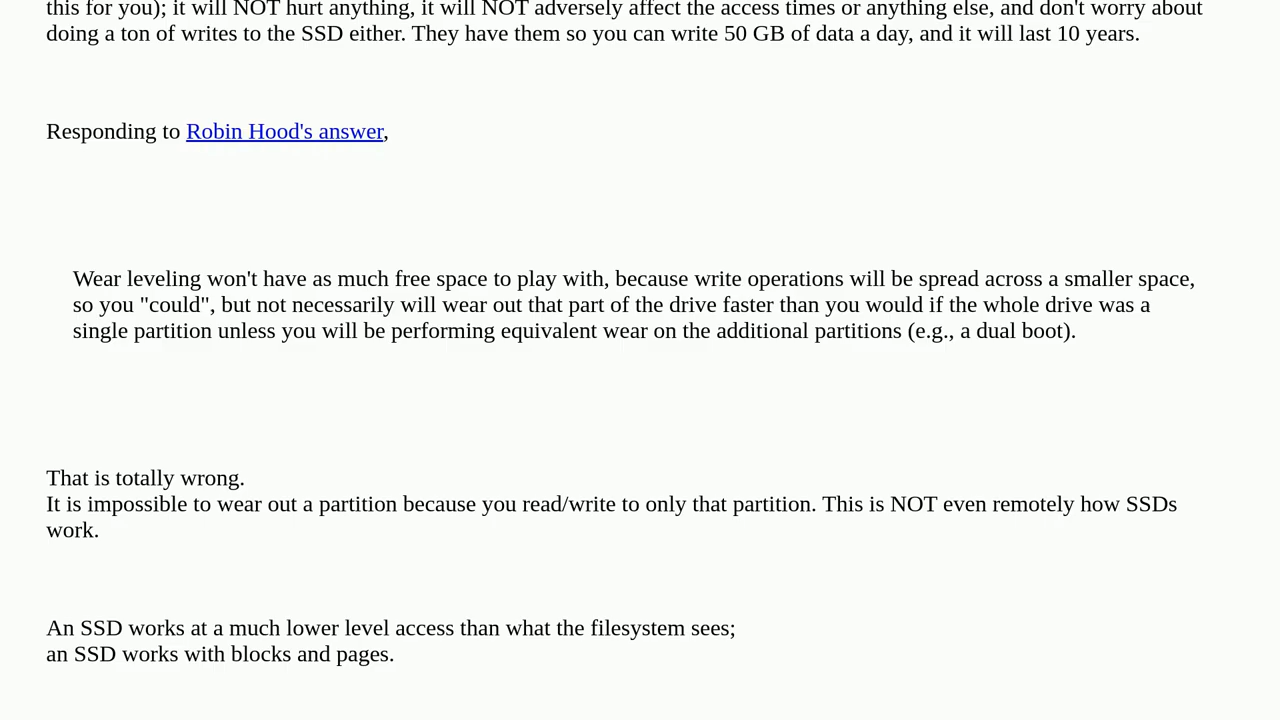 this for you); it will NOT hurt anything, it will NOT adversely affect the access times or anything else, and don't worry about
doing a ton of writes to the SSD either. They have them so you can write 50 GB of data a day, and it will last 10 years.
Responding to Robin Hood's answer,
Wear leveling won't have as much free space to play with, because write operations will be spread across a smaller space,
so you "could", but not necessarily will wear out that part of the drive faster than you would if the whole drive was a
single partition unless you will be performing equivalent wear on the additional partitions (e.g., a dual boot).
That is totally wrong.
It is impossible to wear out a partition because you read/write to only that partition. This is NOT even remotely how SSDs
work.
An SSD works at a much lower level access than what the filesystem sees;
an SSD works with blocks and pages.